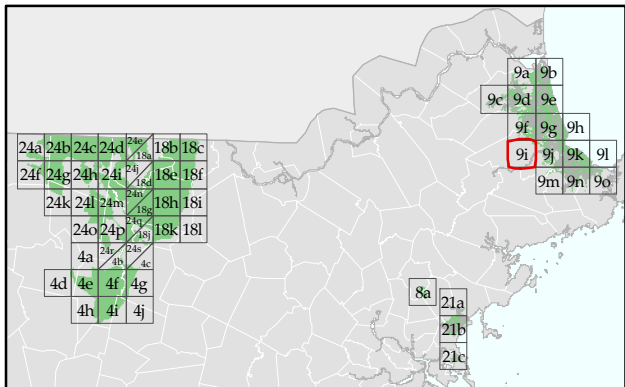 9a 9b
9c 9d 9e
9f 9g 9h
9i 9j 9k 9l
9m 9n 9o
24a 24b 24c 24d 24e 18a 18b 18c
24f 24g 24h 24i 24j 18d 18e 18f
24k 24l 24m 24n 18g 18h 18i
24o 24p 24q 18j 18k 18l
4a 24r 4b 24s 4c
4d 4e 4f 4g
4h 4i 4j
8a 21a
21b
21c